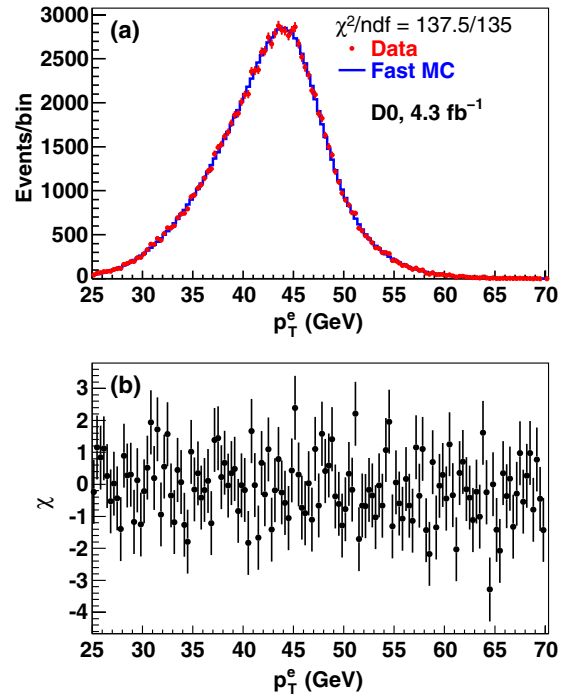 (a)
χ²/ndf = 137.5/135
Data
Fast MC
D0, 4.3 fb⁻¹
Events/bin
3000
2500
2000
1500
1000
500
0
25 30 35 40 45 50 55 60 65 70
p_T^e (GeV)
(b)
χ
3
2
1
0
-1
-2
-3
-4
25 30 35 40 45 50 55 60 65 70
p_T^e (GeV)